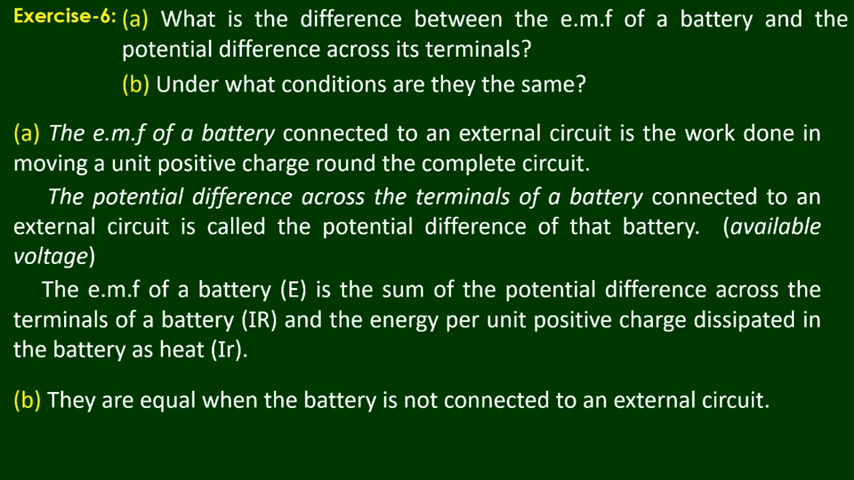 Exercise-6: (a) What is the difference between the e.m.f of a battery and the
potential difference across its terminals?
(b) Under what conditions are they the same?
(a) The e.m.f of a battery connected to an external circuit is the work done in
moving a unit positive charge round the complete circuit.
The potential difference across the terminals of a battery connected to an
external circuit is called the potential difference of that battery. (available
voltage)
The e.m.f of a battery (E) is the sum of the potential difference across the
terminals of a battery (IR) and the energy per unit positive charge dissipated in
the battery as heat (Ir).
(b) They are equal when the battery is not connected to an external circuit.